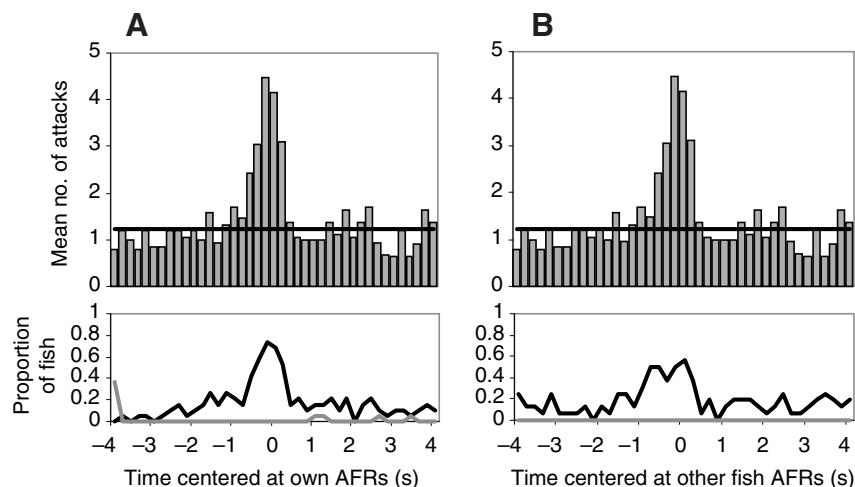 A
B
Mean no. of attacks
5
4
3
2
1
0
5
4
3
2
1
0
Proportion
of fish
1
0.8
0.6
0.4
0.2
0
1
0.8
0.6
0.4
0.2
0
–4 –3 –2 –1 0 1 2 3 4
–4 –3 –2 –1 0 1 2 3 4
Time centered at own AFRs (s)
Time centered at other fish AFRs (s)